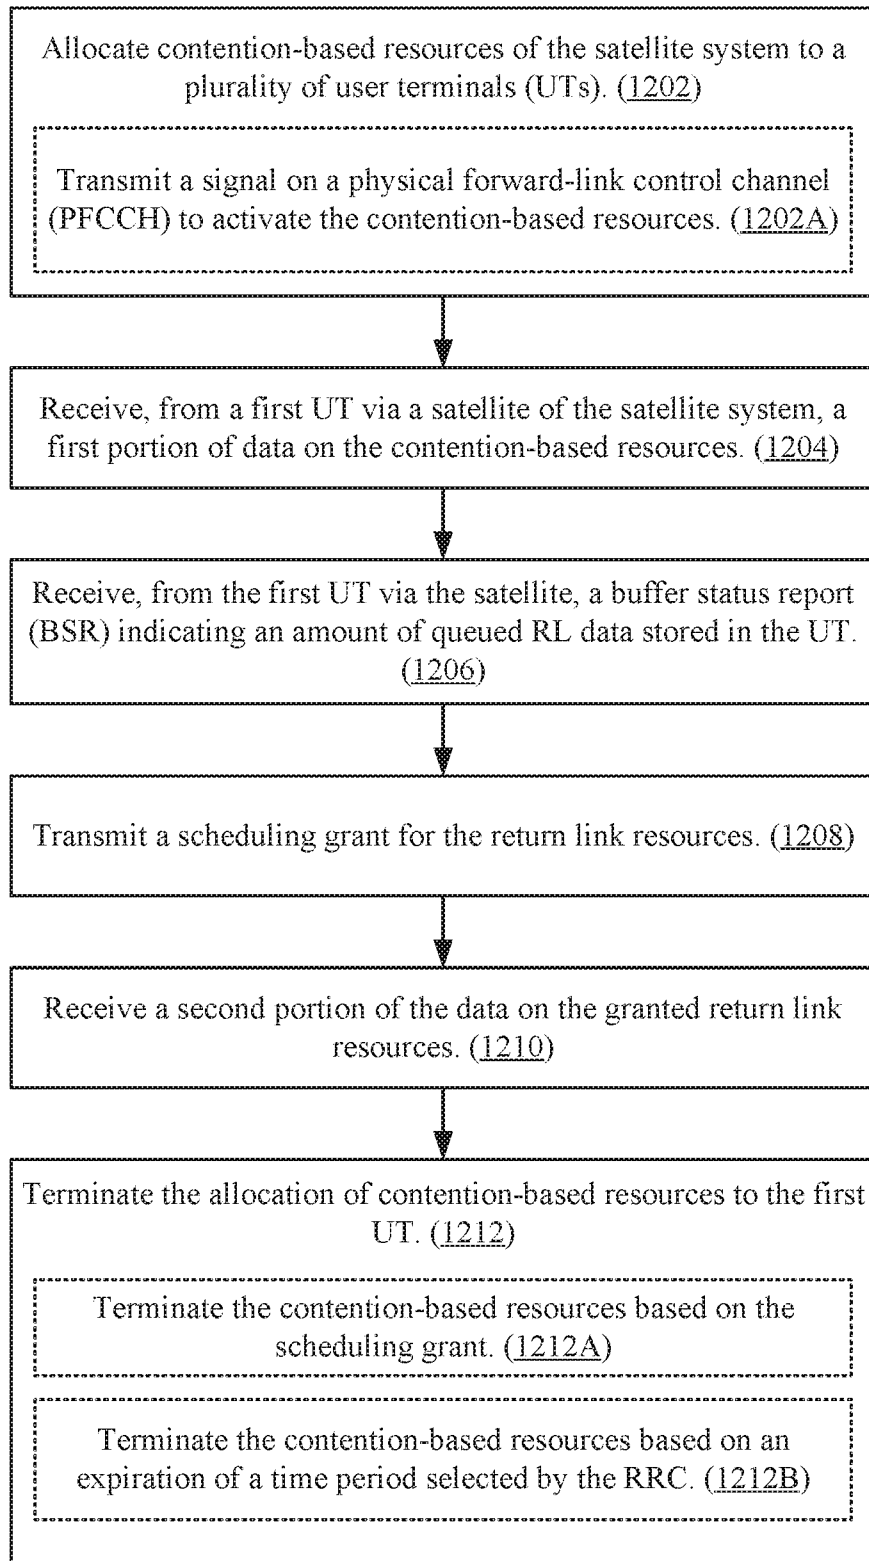 Allocate contention-based resources of the satellite system to a
plurality of user terminals (UTs). (1202)
Transmit a signal on a physical forward-link control channel
(PFCCH) to activate the contention-based resources. (1202A)
Receive, from a first UT via a satellite of the satellite system, a
first portion of data on the contention-based resources. (1204)
Receive, from the first UT via the satellite, a buffer status report
(BSR) indicating an amount of queued RL data stored in the UT.
(1206)
Transmit a scheduling grant for the return link resources. (1208)
Receive a second portion of the data on the granted return link
resources. (1210)
Terminate the allocation of contention-based resources to the first
UT. (1212)
Terminate the contention-based resources based on the
scheduling grant. (1212A)
Terminate the contention-based resources based on an
expiration of a time period selected by the RRC. (1212B)